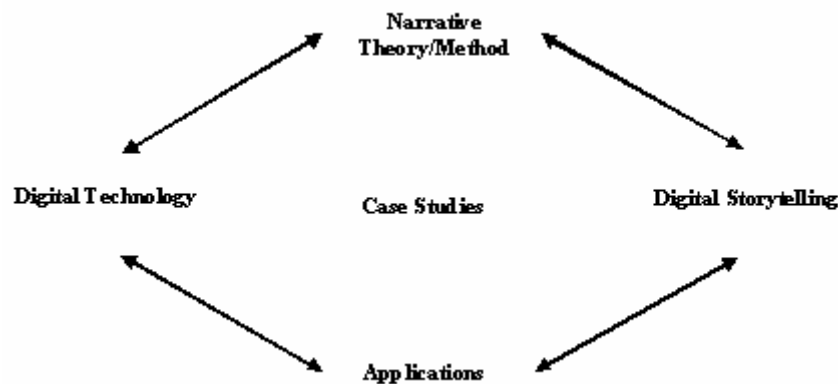 Narrative
Theory/Method
Digital Technology
Case Studies
Digital Storytelling
Applications